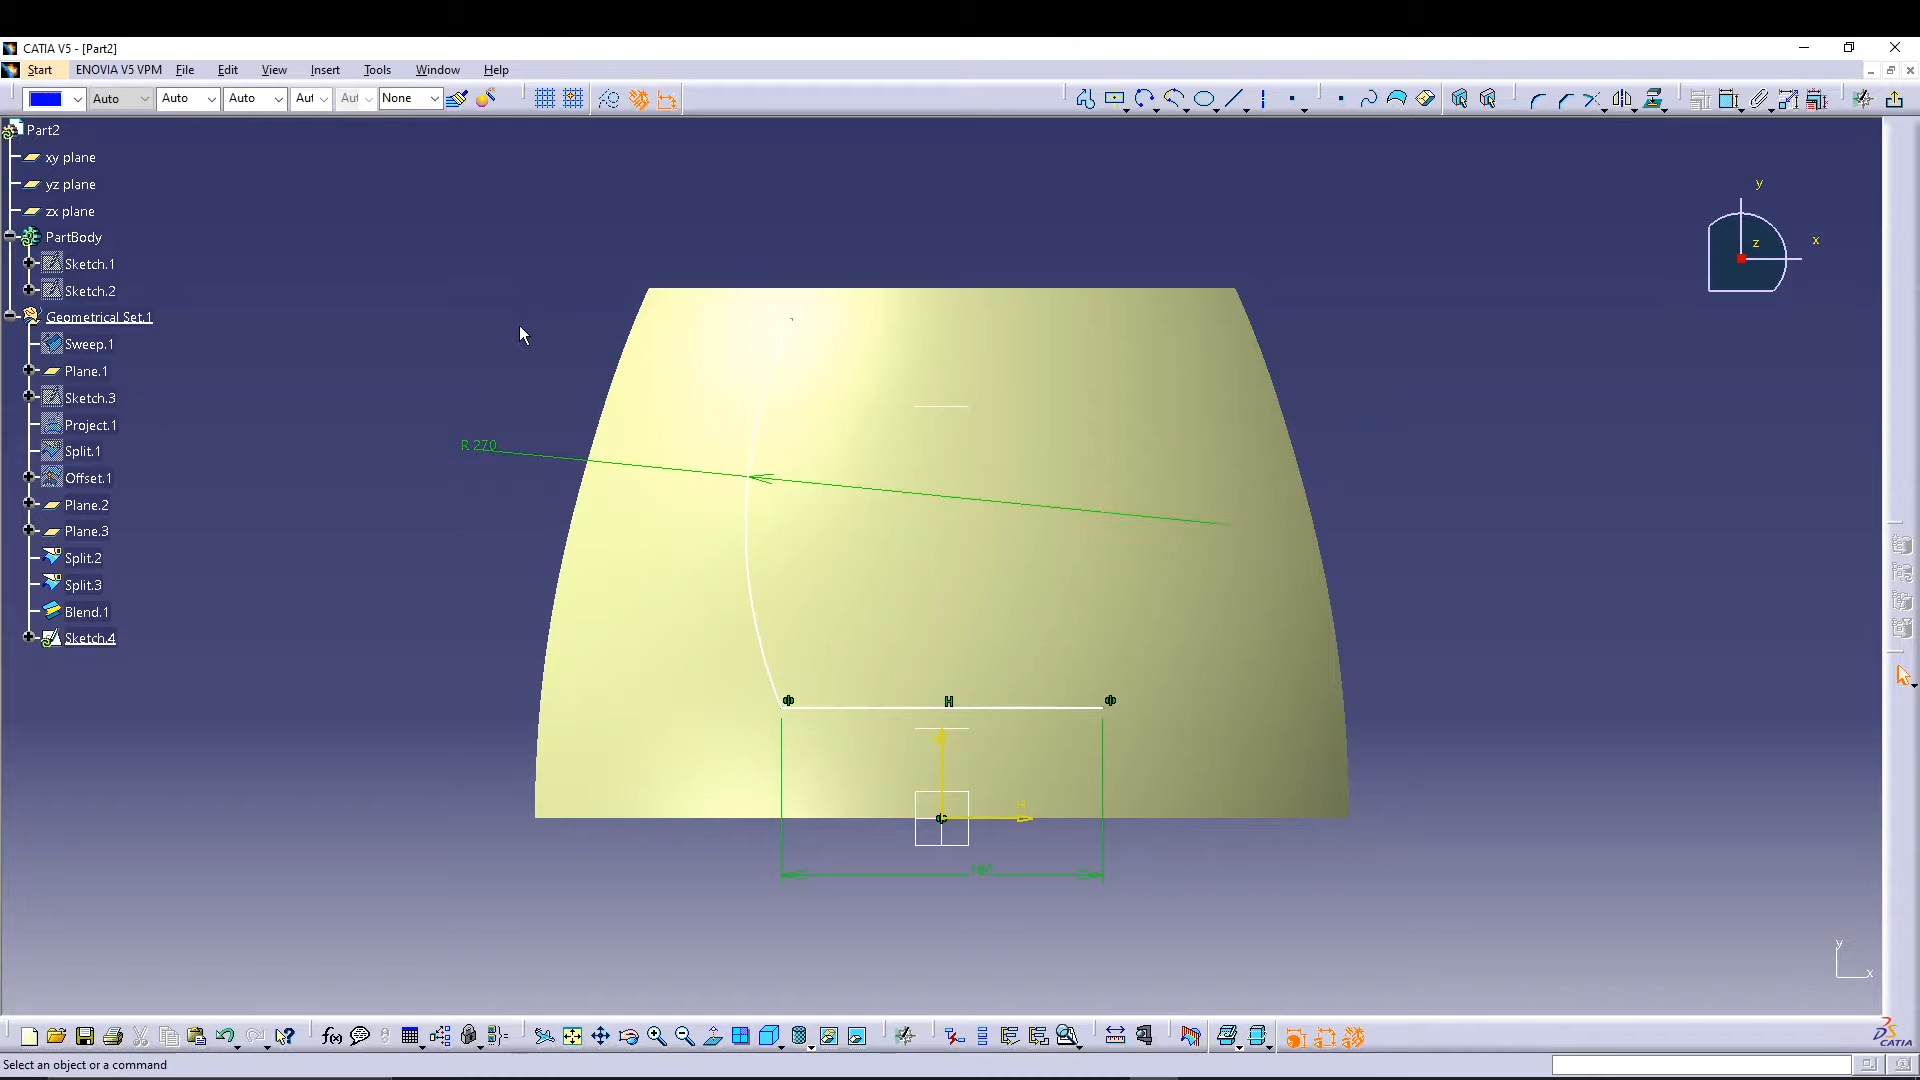 CATIA V5 - [Part2]
Start ENOVIA V5 VPM File Edit View Insert Tools Window Help
Auto Auto Auto Aut Aut None
Part2
xy plane
yz plane
zx plane
PartBody
Sketch.1
Sketch.2
Geometrical Set.1
Sweep.1
Plane.1
Sketch.3
Project.1
Split.1
Offset.1
Plane.2
Plane.3
Split.2
Split.3
Blend.1
Sketch.4
y
x
z
R 270
H
H
y
x
f(x)
CATIA
Select an object or a command